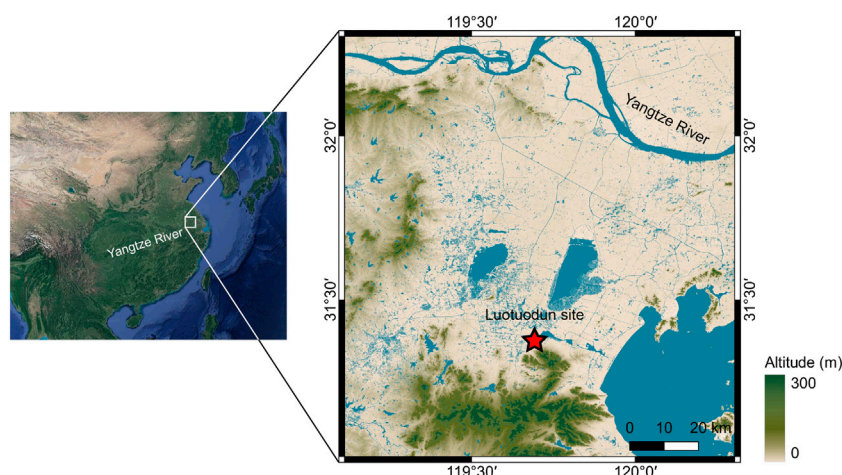 119°30′ 120°0′
Yangtze River
32°0′ 32°0′
Yangtze River
31°30′ 31°30′
Luotuodun site
Altitude (m)
300
0
0 10 20 km
119°30′ 120°0′